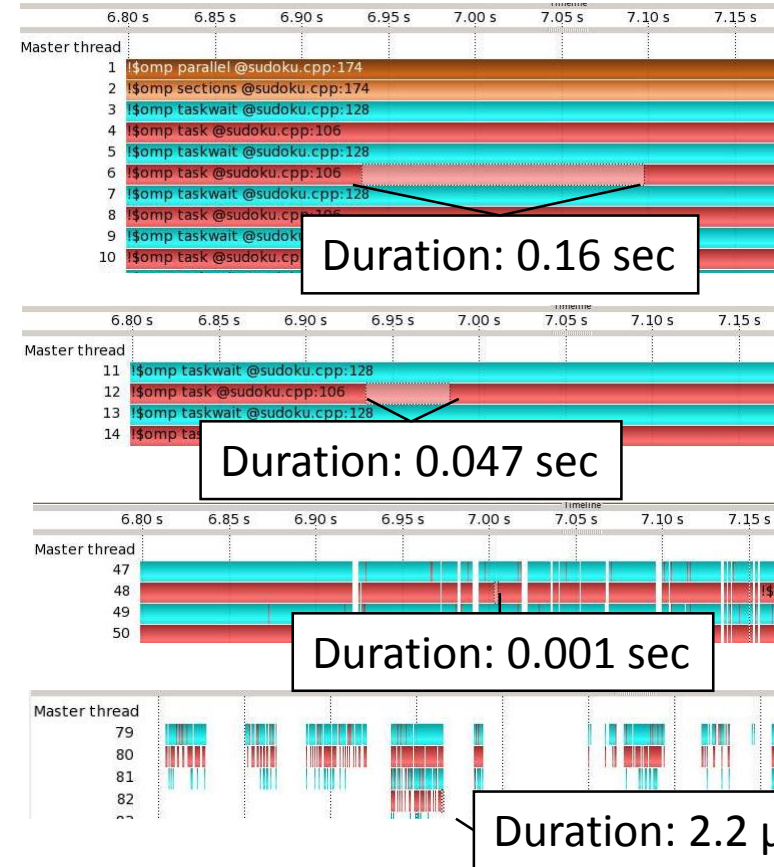 Timeline
6.80 s 6.85 s 6.90 s 6.95 s 7.00 s 7.05 s 7.10 s 7.15 s
Master thread
1 !$omp parallel @sudoku.cpp:174
2 !$omp sections @sudoku.cpp:174
3 !$omp taskwait @sudoku.cpp:128
4 !$omp task @sudoku.cpp:106
5 !$omp taskwait @sudoku.cpp:128
6 !$omp task @sudoku.cpp:106
7 !$omp taskwait @sudoku.cpp:128
8 !$omp task @sudoku.cpp:106
9 !$omp taskwait @sudok
10 !$omp task @sudoku.cp
Duration: 0.16 sec
Timeline
6.80 s 6.85 s 6.90 s 6.95 s 7.00 s 7.05 s 7.10 s 7.15 s
Master thread
11 !$omp taskwait @sudoku.cpp:128
12 !$omp task @sudoku.cpp:106
13 !$omp taskwait @sudoku.cpp:128
14 !$omp tas
Duration: 0.047 sec
Timeline
6.80 s 6.85 s 6.90 s 6.95 s 7.00 s 7.05 s 7.10 s 7.15 s
Master thread
47
48 !$
49
50
Duration: 0.001 sec
Master thread
79
80
81
82
Duration: 2.2 μ